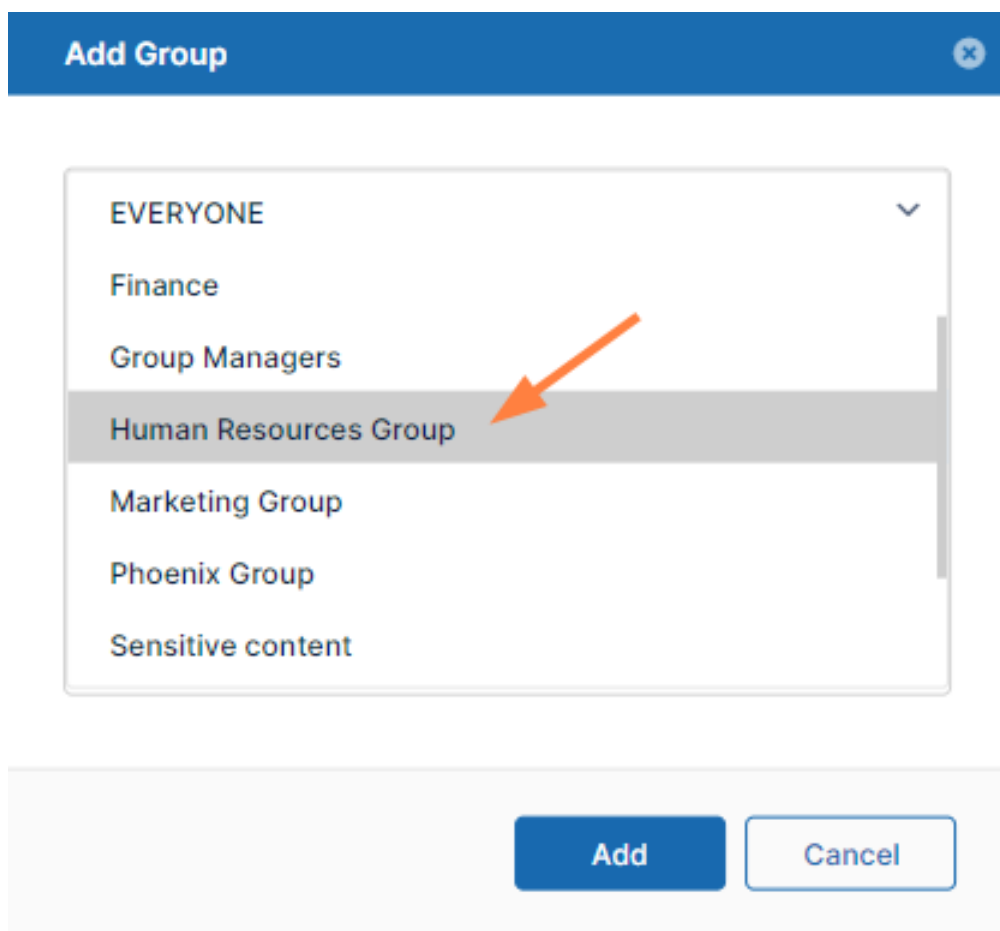 Add Group
EVERYONE
Finance
Group Managers
Human Resources Group
Marketing Group
Phoenix Group
Sensitive content
Add
Cancel